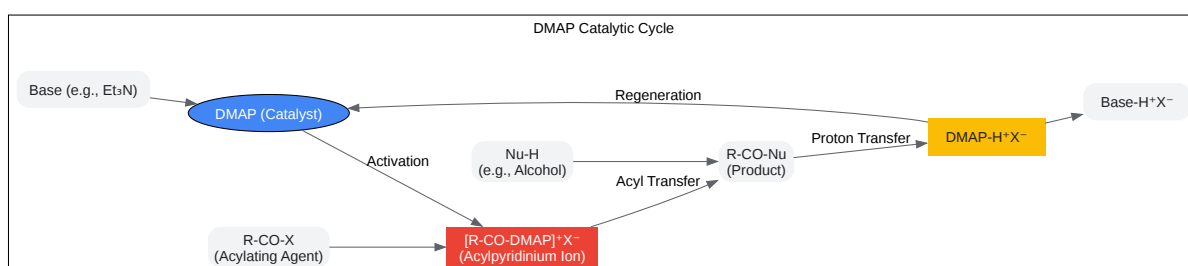 DMAP Catalytic Cycle
Base (e.g., Et₃N)
DMAP (Catalyst)
Regeneration
Base-H⁺X⁻
DMAP-H⁺X⁻
Proton Transfer
Activation
Nu-H
(e.g., Alcohol)
R-CO-Nu
(Product)
Acyl Transfer
R-CO-X
(Acylating Agent)
[R-CO-DMAP]⁺X⁻
(Acylpyridinium Ion)